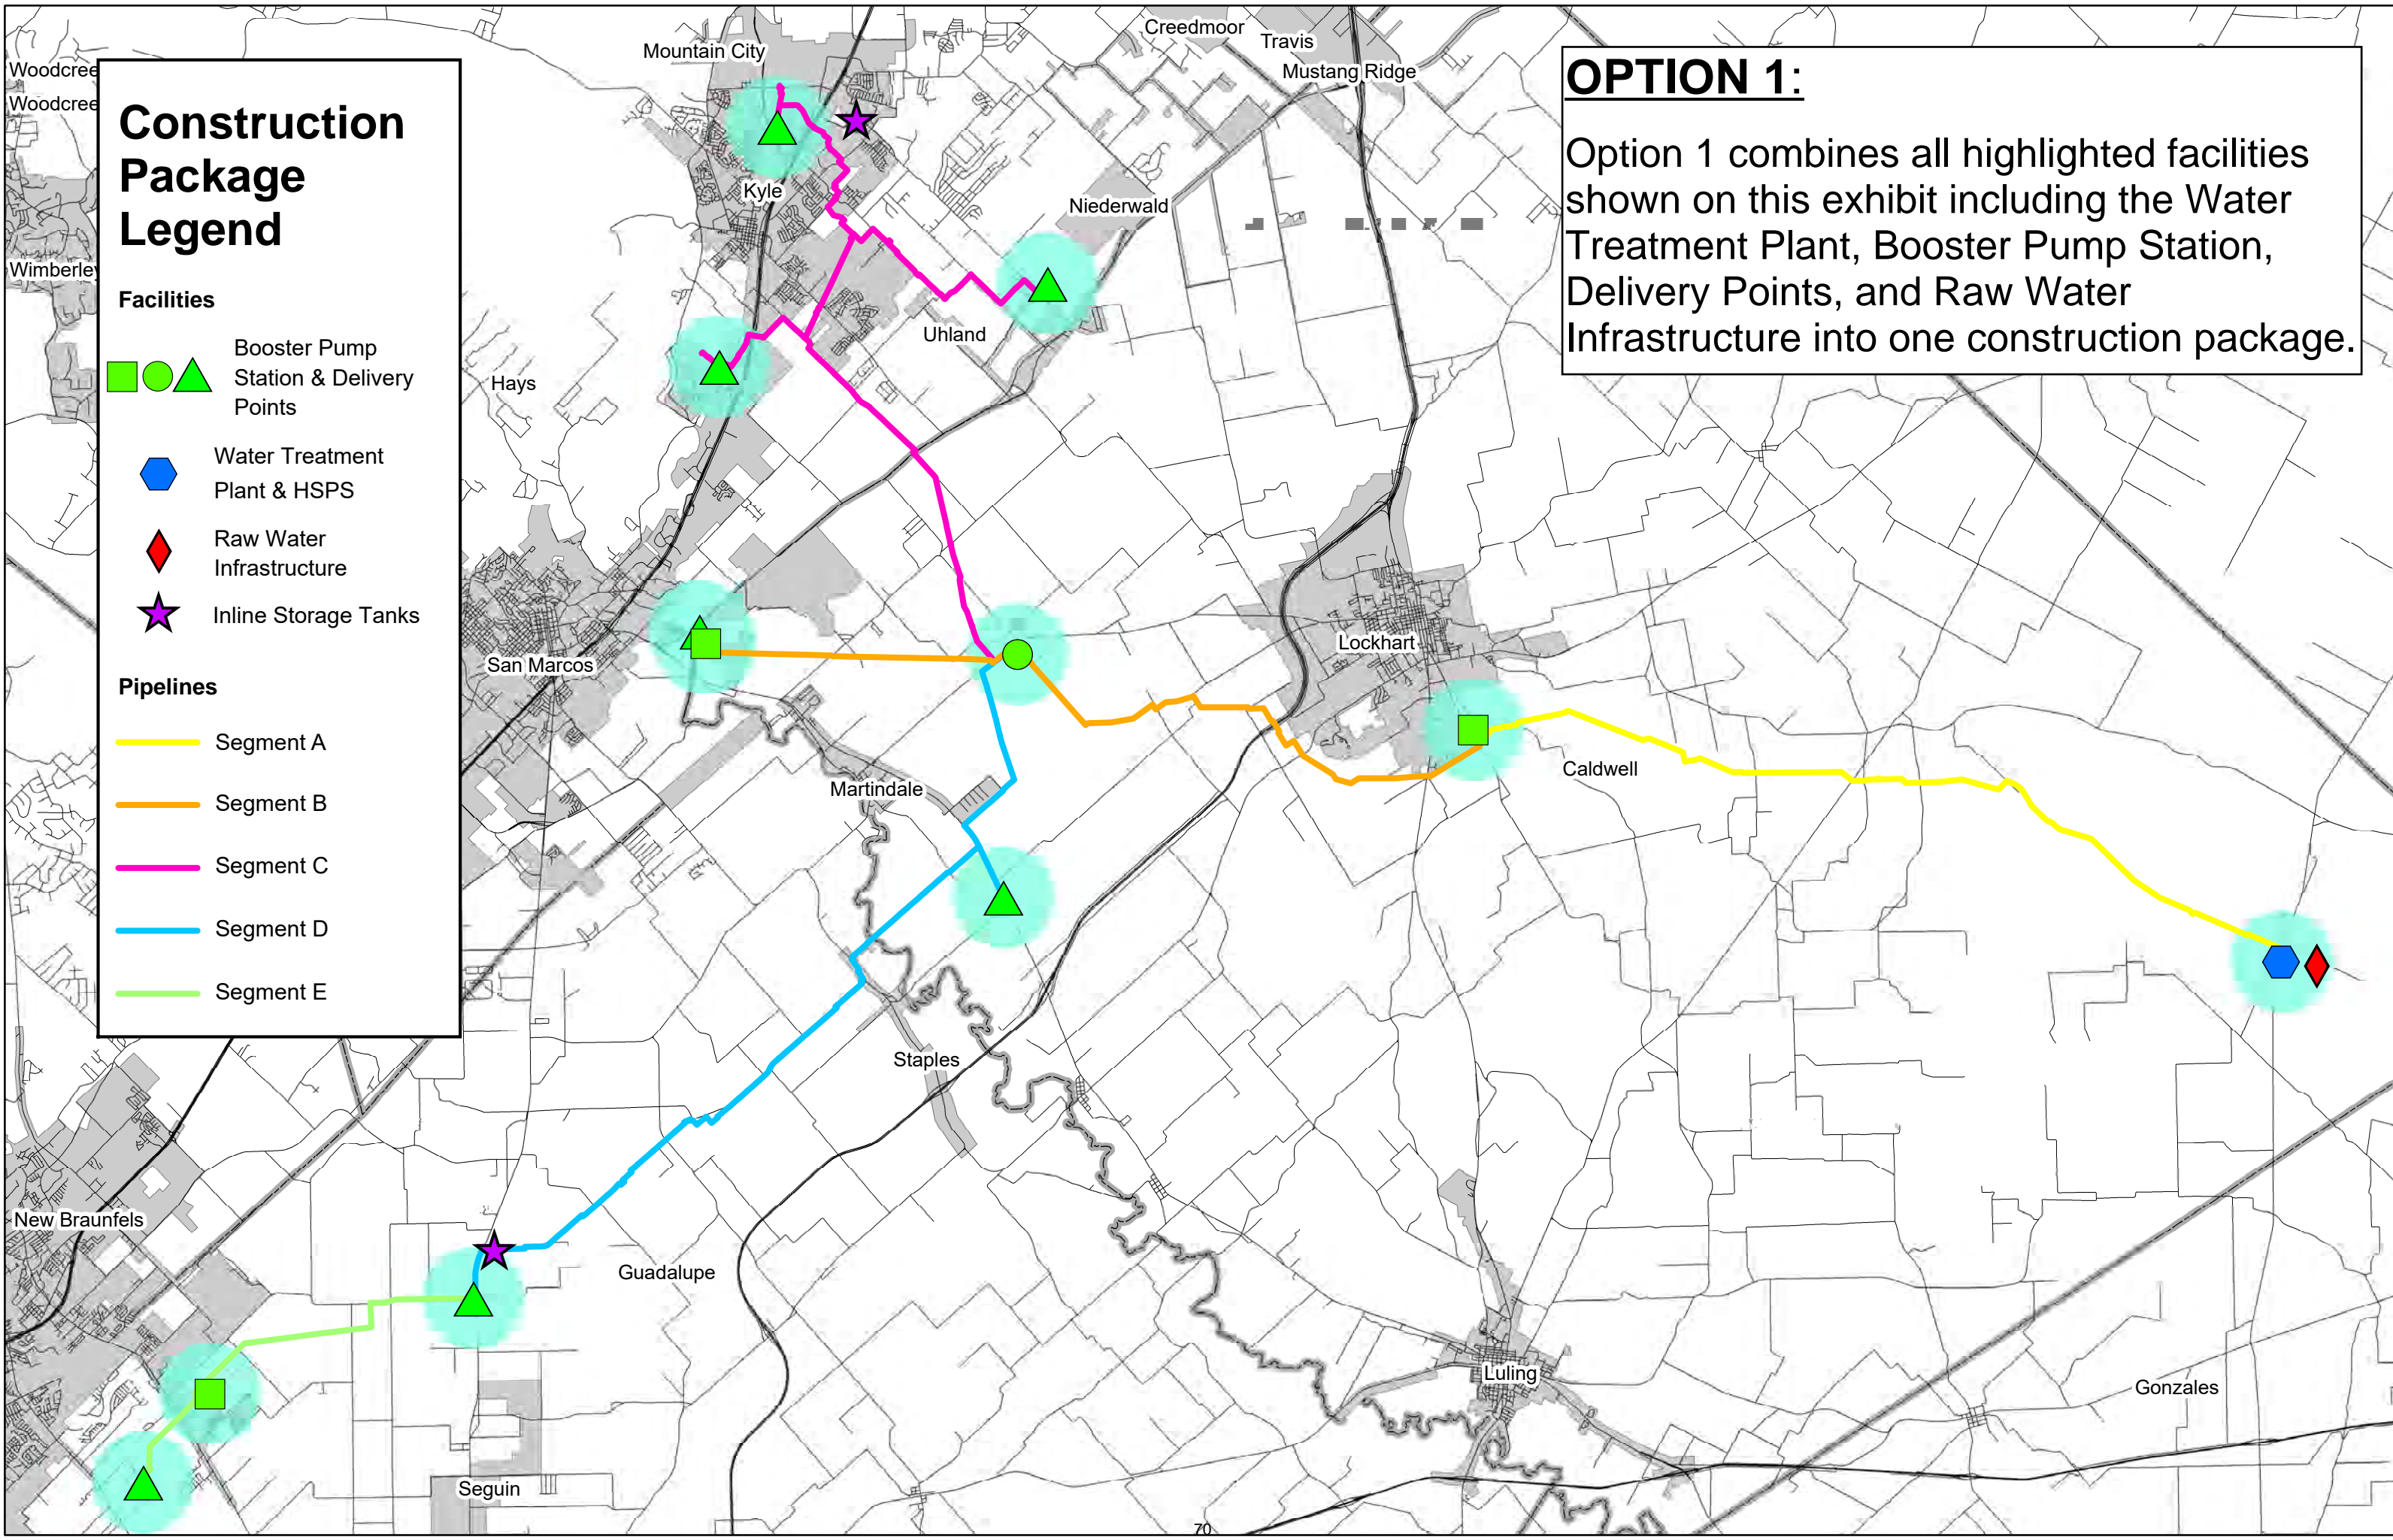 Construction
Package
Legend
Facilities
Booster Pump
Station & Delivery
Points
Water Treatment
Plant & HSPS
Raw Water
Infrastructure
Inline Storage Tanks
Pipelines
Segment A
Segment B
Segment C
Segment D
Segment E
OPTION 1:
Option 1 combines all highlighted facilities
shown on this exhibit including the Water
Treatment Plant, Booster Pump Station,
Delivery Points, and Raw Water
Infrastructure into one construction package.
Woodcree
Woodcree
Wimberley
Mountain City
Creedmoor
Travis
Mustang Ridge
Kyle
Niederwald
Uhland
Hays
San Marcos
Lockhart
Martindale
Caldwell
Staples
New Braunfels
Guadalupe
Luling
Gonzales
Seguin
70